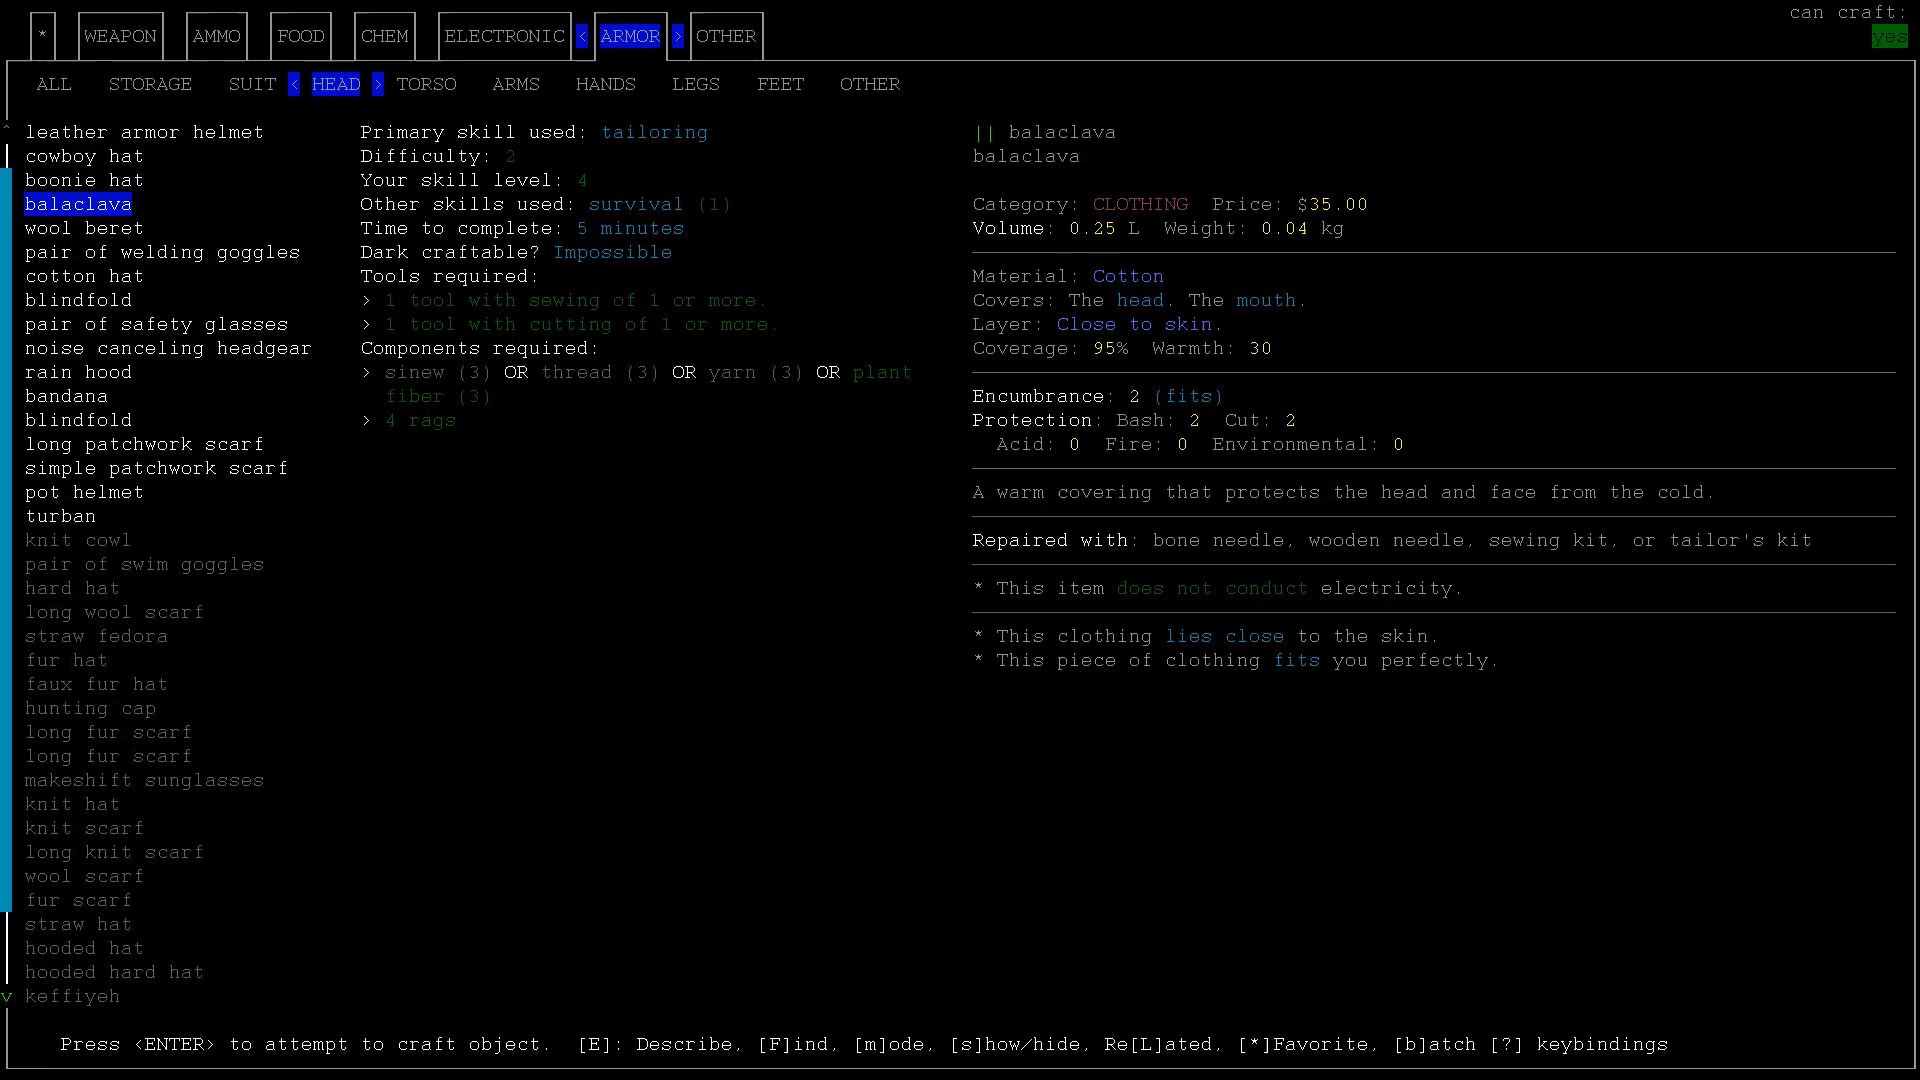 can craft:
* WEAPON AMMO FOOD CHEM ELECTRONIC < ARMOR > OTHER yes
ALL STORAGE SUIT < HEAD > TORSO ARMS HANDS LEGS FEET OTHER
^ leather armor helmet
cowboy hat
boonie hat
balaclava
wool beret
pair of welding goggles
cotton hat
blindfold
pair of safety glasses
noise canceling headgear
rain hood
bandana
blindfold
long patchwork scarf
simple patchwork scarf
pot helmet
turban
knit cowl
pair of swim goggles
hard hat
long wool scarf
straw fedora
fur hat
faux fur hat
hunting cap
long fur scarf
long fur scarf
makeshift sunglasses
knit hat
knit scarf
long knit scarf
wool scarf
fur scarf
straw hat
hooded hat
hooded hard hat
v keffiyeh
Primary skill used: tailoring
Difficulty: 2
Your skill level: 4
Other skills used: survival (1)
Time to complete: 5 minutes
Dark craftable? Impossible
Tools required:
> 1 tool with sewing of 1 or more.
> 1 tool with cutting of 1 or more.
Components required:
> sinew (3) OR thread (3) OR yarn (3) OR plant
fiber (3)
> 4 rags
|| balaclava
balaclava
Category: CLOTHING Price: $35.00
Volume: 0.25 L Weight: 0.04 kg
Material: Cotton
Covers: The head. The mouth.
Layer: Close to skin.
Coverage: 95% Warmth: 30
Encumbrance: 2 (fits)
Protection: Bash: 2 Cut: 2
Acid: 0 Fire: 0 Environmental: 0
A warm covering that protects the head and face from the cold.
Repaired with: bone needle, wooden needle, sewing kit, or tailor's kit
* This item does not conduct electricity.
* This clothing lies close to the skin.
* This piece of clothing fits you perfectly.
Press <ENTER> to attempt to craft object. [E]: Describe, [F]ind, [m]ode, [s]how/hide, Re[L]ated, [*]Favorite, [b]atch [?] keybindings